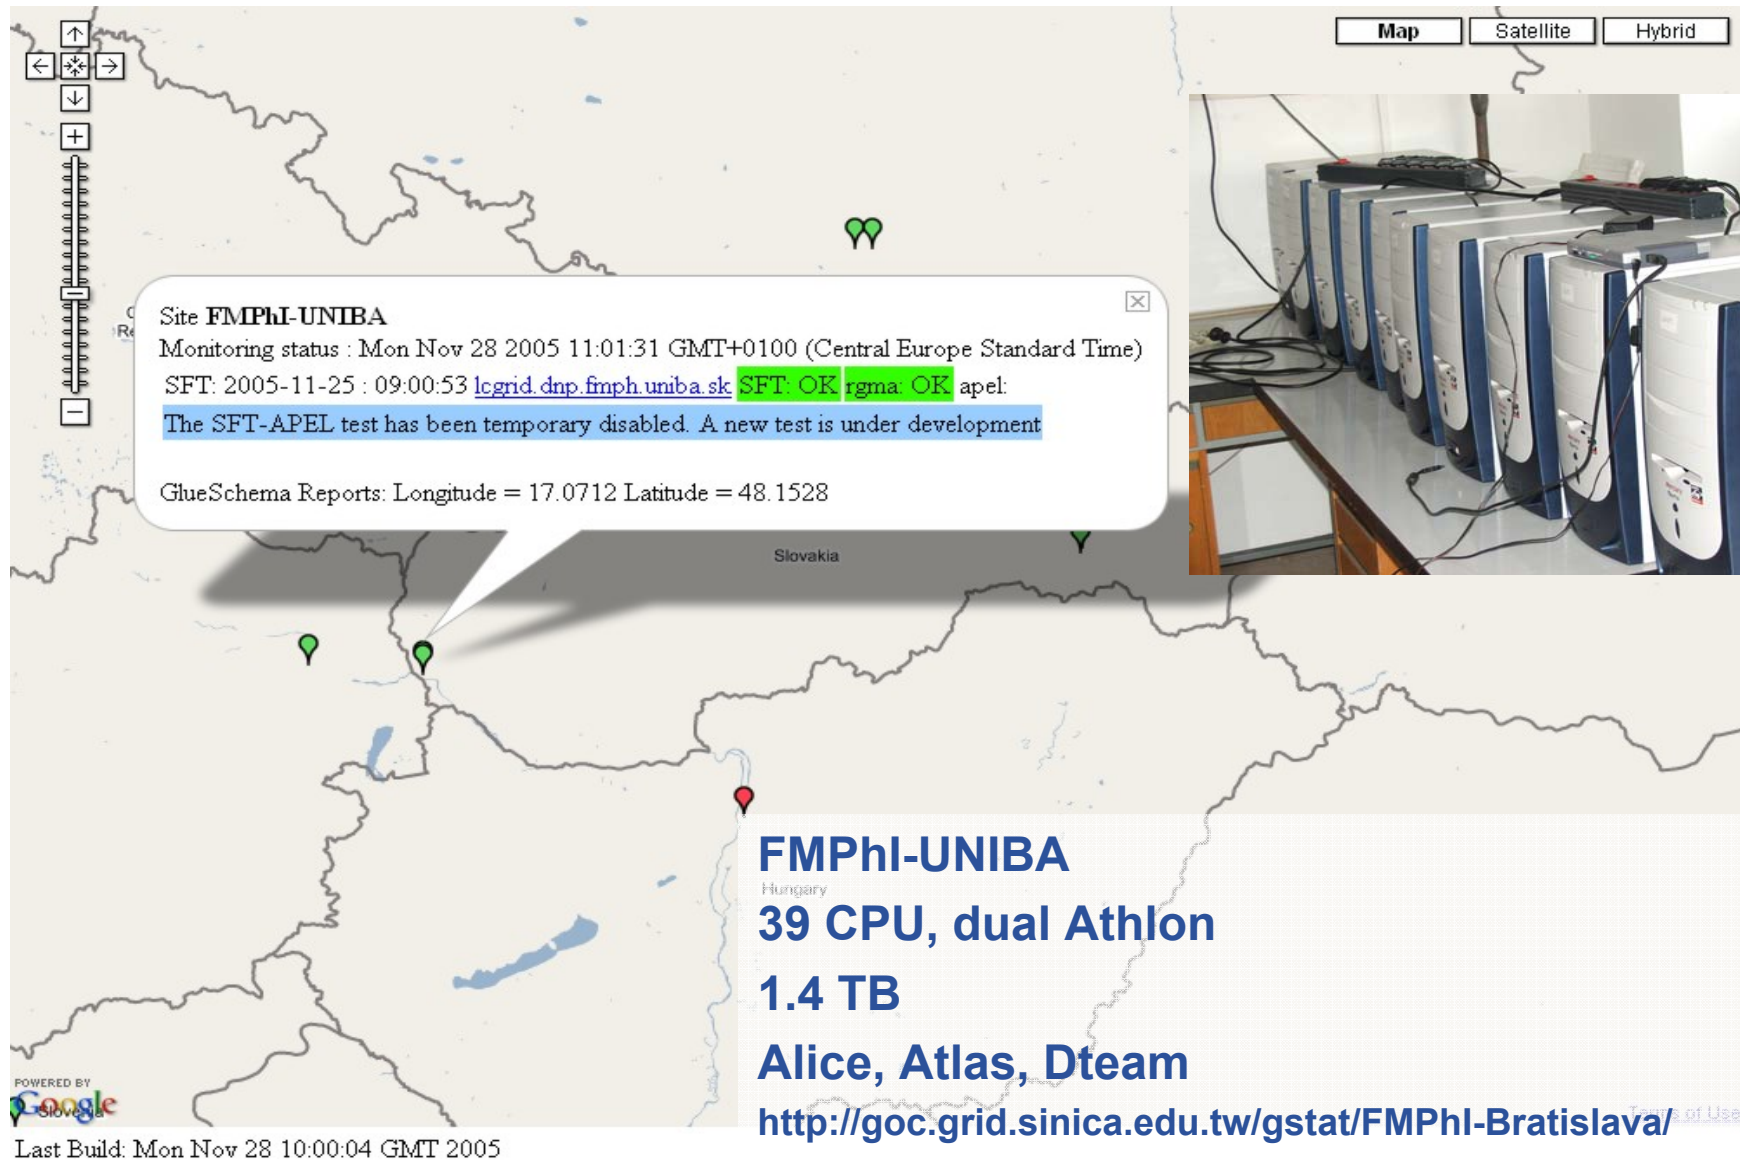 Map
Satellite
Hybrid
Site FMPhI-UNIBA
Monitoring status : Mon Nov 28 2005 11:01:31 GMT+0100 (Central Europe Standard Time)
SFT: 2005-11-25 : 09:00:53 lcgrid.dnp.fmph.uniba.sk SFT: OK rgma: OK apel:
The SFT-APEL test has been temporary disabled. A new test is under development
GlueSchema Reports: Longitude = 17.0712 Latitude = 48.1528
Slovakia
FMPhI-UNIBA
Hungary
39 CPU, dual Athlon
1.4 TB
Alice, Atlas, Dteam
http://goc.grid.sinica.edu.tw/gstat/FMPhI-Bratislava/
Terms of Use
POWERED BY
Google
Slovenia
Last Build: Mon Nov 28 10:00:04 GMT 2005